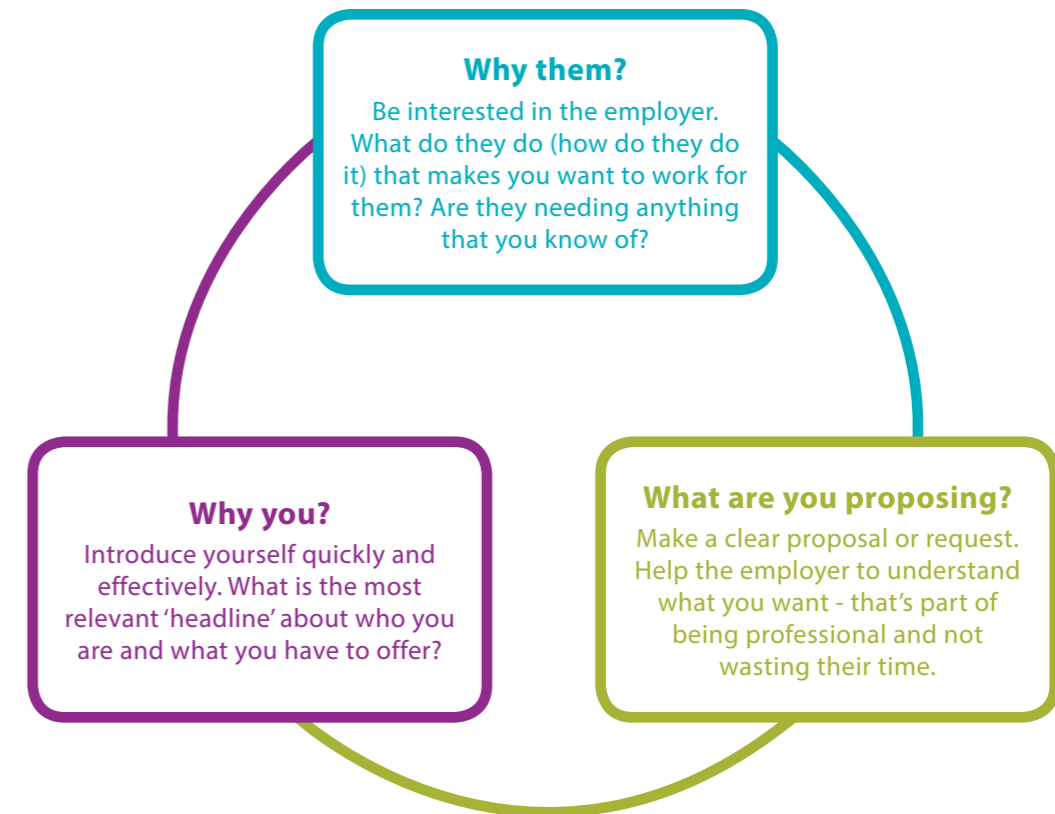 Why them?
Be interested in the employer.
What do they do (how do they do
it) that makes you want to work for
them? Are they needing anything
that you know of?
Why you?
Introduce yourself quickly and
effectively. What is the most
relevant ‘headline’ about who you
are and what you have to offer?
What are you proposing?
Make a clear proposal or request.
Help the employer to understand
what you want - that’s part of
being professional and not
wasting their time.